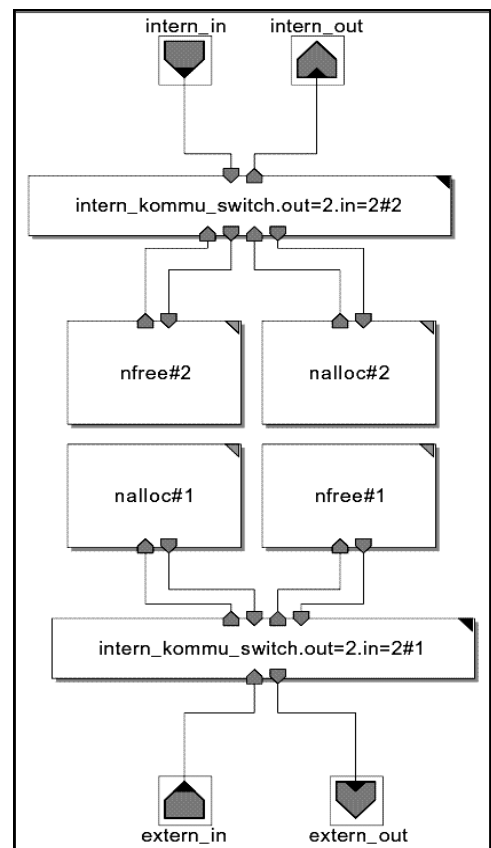 intern_in intern_out
intern_kommu_switch.out=2.in=2#2
nfree#2 nalloc#2
nalloc#1 nfree#1
intern_kommu_switch.out=2.in=2#1
extern_in extern_out